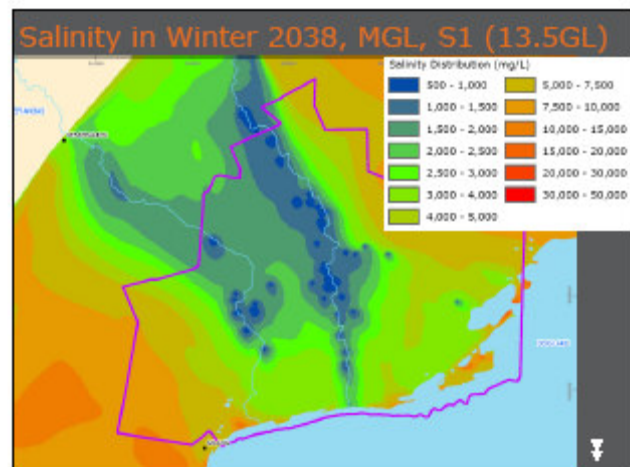 Salinity in Winter 2038, MGL, S1 (13.5GL)
Salinity Distribution (mg/L)
500 - 1,000
1,000 - 1,500
1,500 - 2,000
2,000 - 2,500
2,500 - 3,000
3,000 - 4,000
4,000 - 5,000
5,000 - 7,500
7,500 - 10,000
10,000 - 15,000
15,000 - 20,000
20,000 - 30,000
30,000 - 50,000